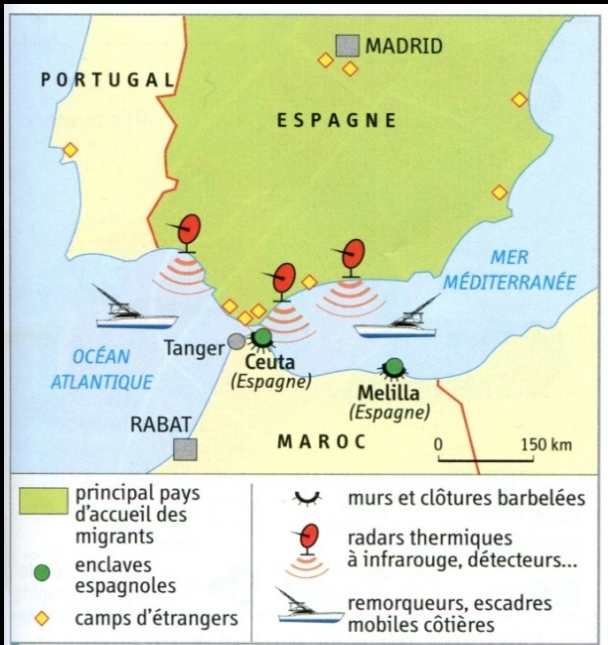 MADRID
PORTUGAL
ESPAGNE
MER
MÉDITERRANÉE
OCÉAN
ATLANTIQUE
Tanger
Ceuta
(Espagne)
Melilla
(Espagne)
RABAT
MAROC
0 150 km
principal pays
d'accueil des
migrants
enclaves
espagnoles
camps d'étrangers
murs et clôtures barbelées
radars thermiques
à infrarouge, détecteurs...
remorqueurs, escadres
mobiles côtières